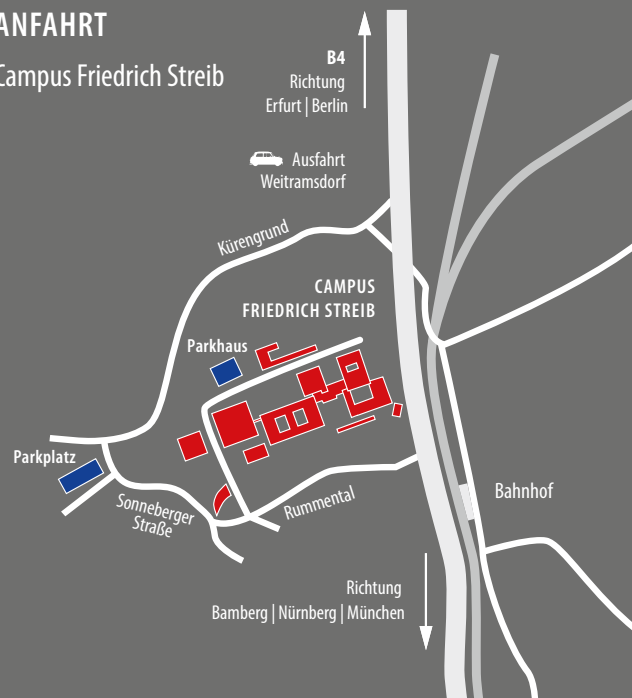 ANFAHRT
Campus Friedrich Streib
B4
Richtung
Erfurt | Berlin
Ausfahrt
Weitramsdorf
Kürengrund
CAMPUS
FRIEDRICH STREIB
Parkhaus
Parkplatz
Sonneberger
Straße
Rummental
Bahnhof
Richtung
Bamberg | Nürnberg | München